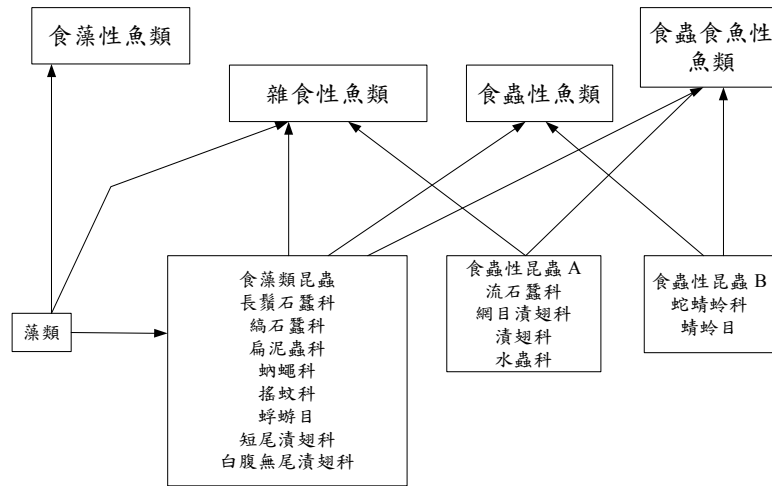 食藻性魚類
食蟲食魚性
魚類
雜食性魚類
食蟲性魚類
藻類
食藻類昆蟲
長鬚石蠶科
縞石蠶科
扁泥蟲科
蚋蠅科
搖蚊科
蜉蝣目
短尾𧐖翅科
白腹無尾𧐖翅科
食蟲性昆蟲 A
流石蠶科
網目𧐖翅科
𧐖翅科
水蟲科
食蟲性昆蟲 B
蛇蜻蛉科
蜻蛉目